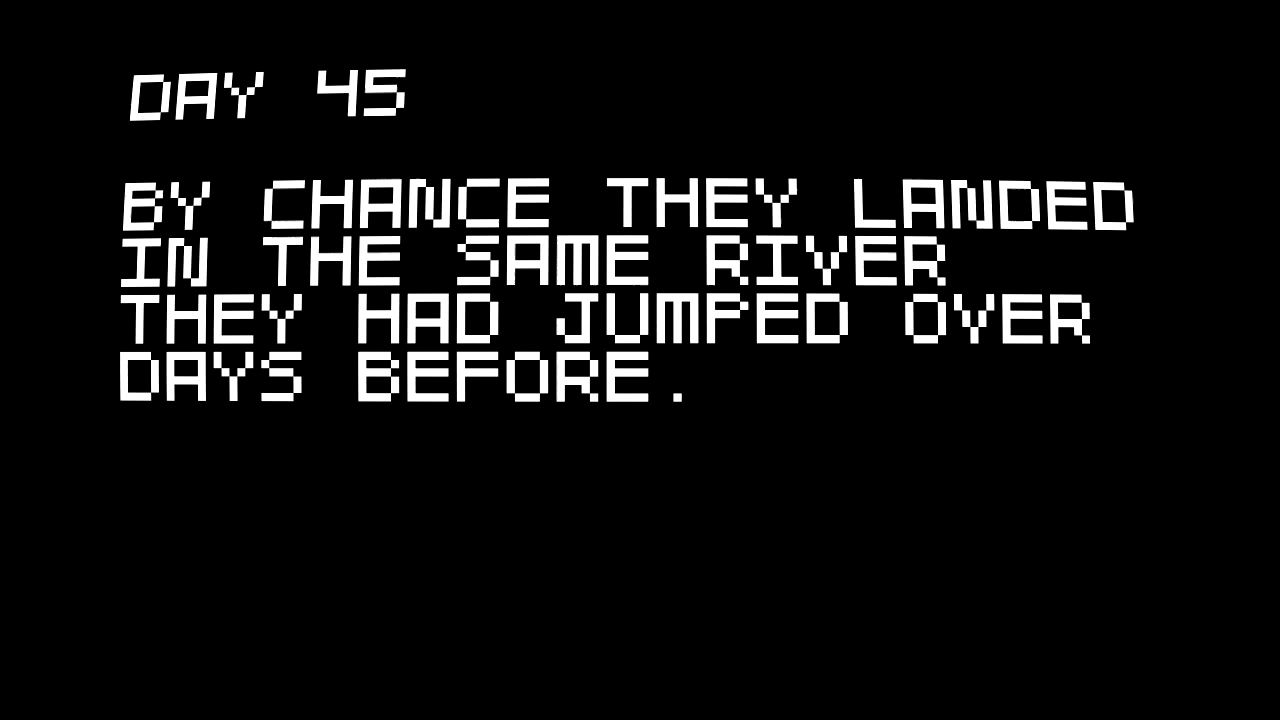 DAY 45
BY CHANCE THEY LANDED
IN THE SAME RIVER
THEY HAD JUMPED OVER
DAYS BEFORE.